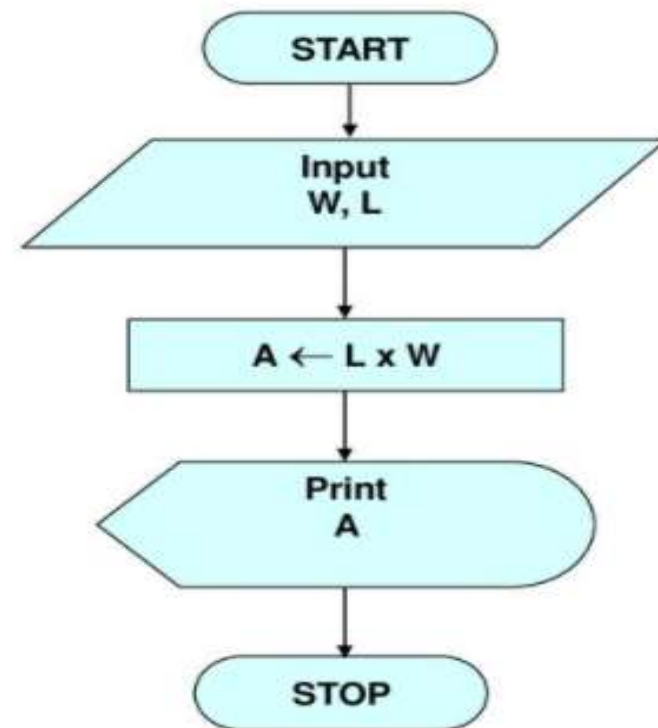 START
Input
W, L
A ← L x W
Print
A
STOP